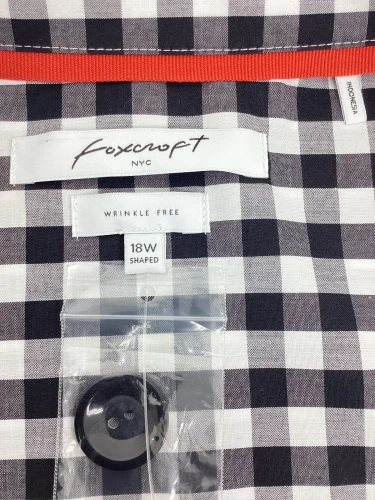 INDONESIA
Foxcroft
NYC
WRINKLE FREE
18W
SHAPED